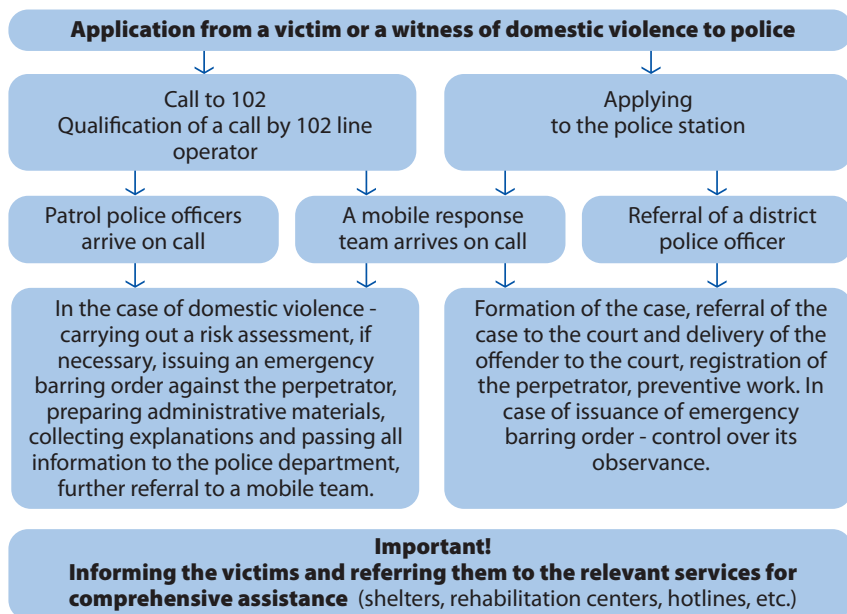 Application from a victim or a witness of domestic violence to police
Call to 102
Qualification of a call by 102 line
operator
Applying
to the police station
Patrol police officers
arrive on call
A mobile response
team arrives on call
Referral of a district
police officer
In the case of domestic violence -
carrying out a risk assessment, if
necessary, issuing an emergency
barring order against the perpetrator,
preparing administrative materials,
collecting explanations and passing all
information to the police department,
further referral to a mobile team.
Formation of the case, referral of the
case to the court and delivery of the
offender to the court, registration of
the perpetrator, preventive work. In
case of issuance of emergency
barring order - control over its
observance.
Important!
Informing the victims and referring them to the relevant services for
comprehensive assistance (shelters, rehabilitation centers, hotlines, etc.)